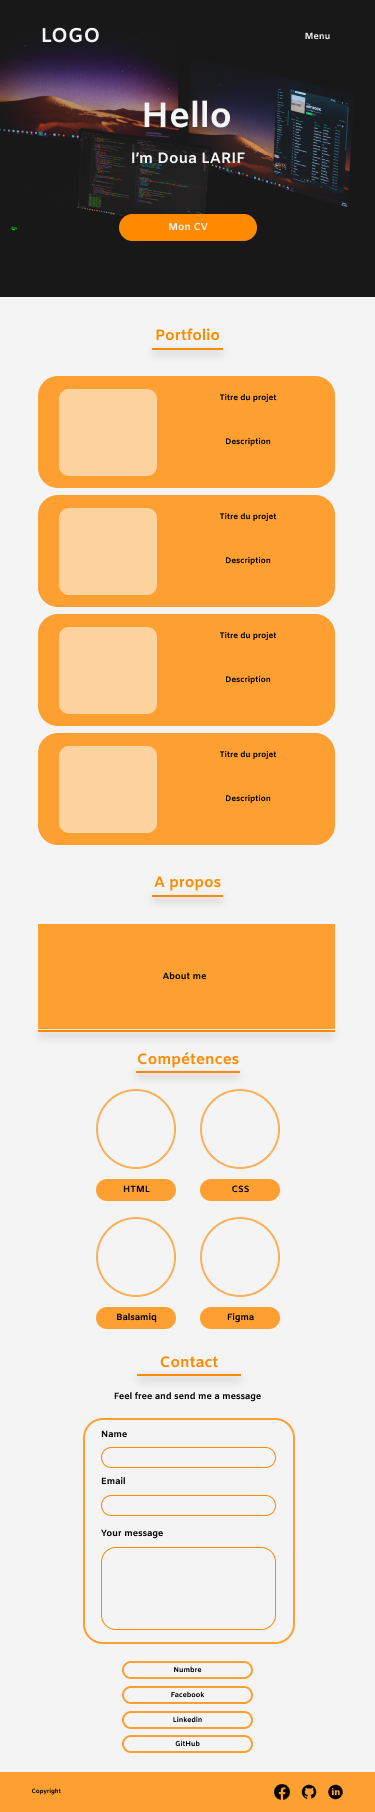 LOGO
Menu
Hello
I'm Doua LARIF
Mon CV
Portfolio
Titre du projet
Description
Titre du projet
Description
Titre du projet
Description
Titre du projet
Description
A propos
About me
Compétences
HTML
CSS
Balsamiq
Figma
Contact
Feel free and send me a message
Name
Email
Your message
Numbre
Facebook
Linkedin
GitHub
Copyright